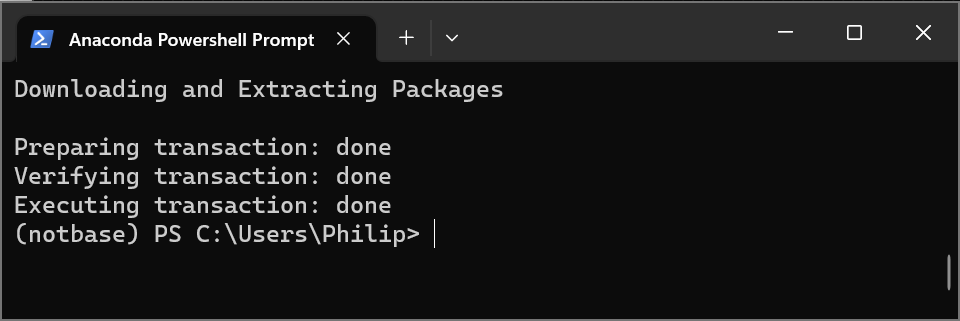 Anaconda Powershell Prompt
Downloading and Extracting Packages
Preparing transaction: done
Verifying transaction: done
Executing transaction: done
(notbase) PS C:\Users\Philip>